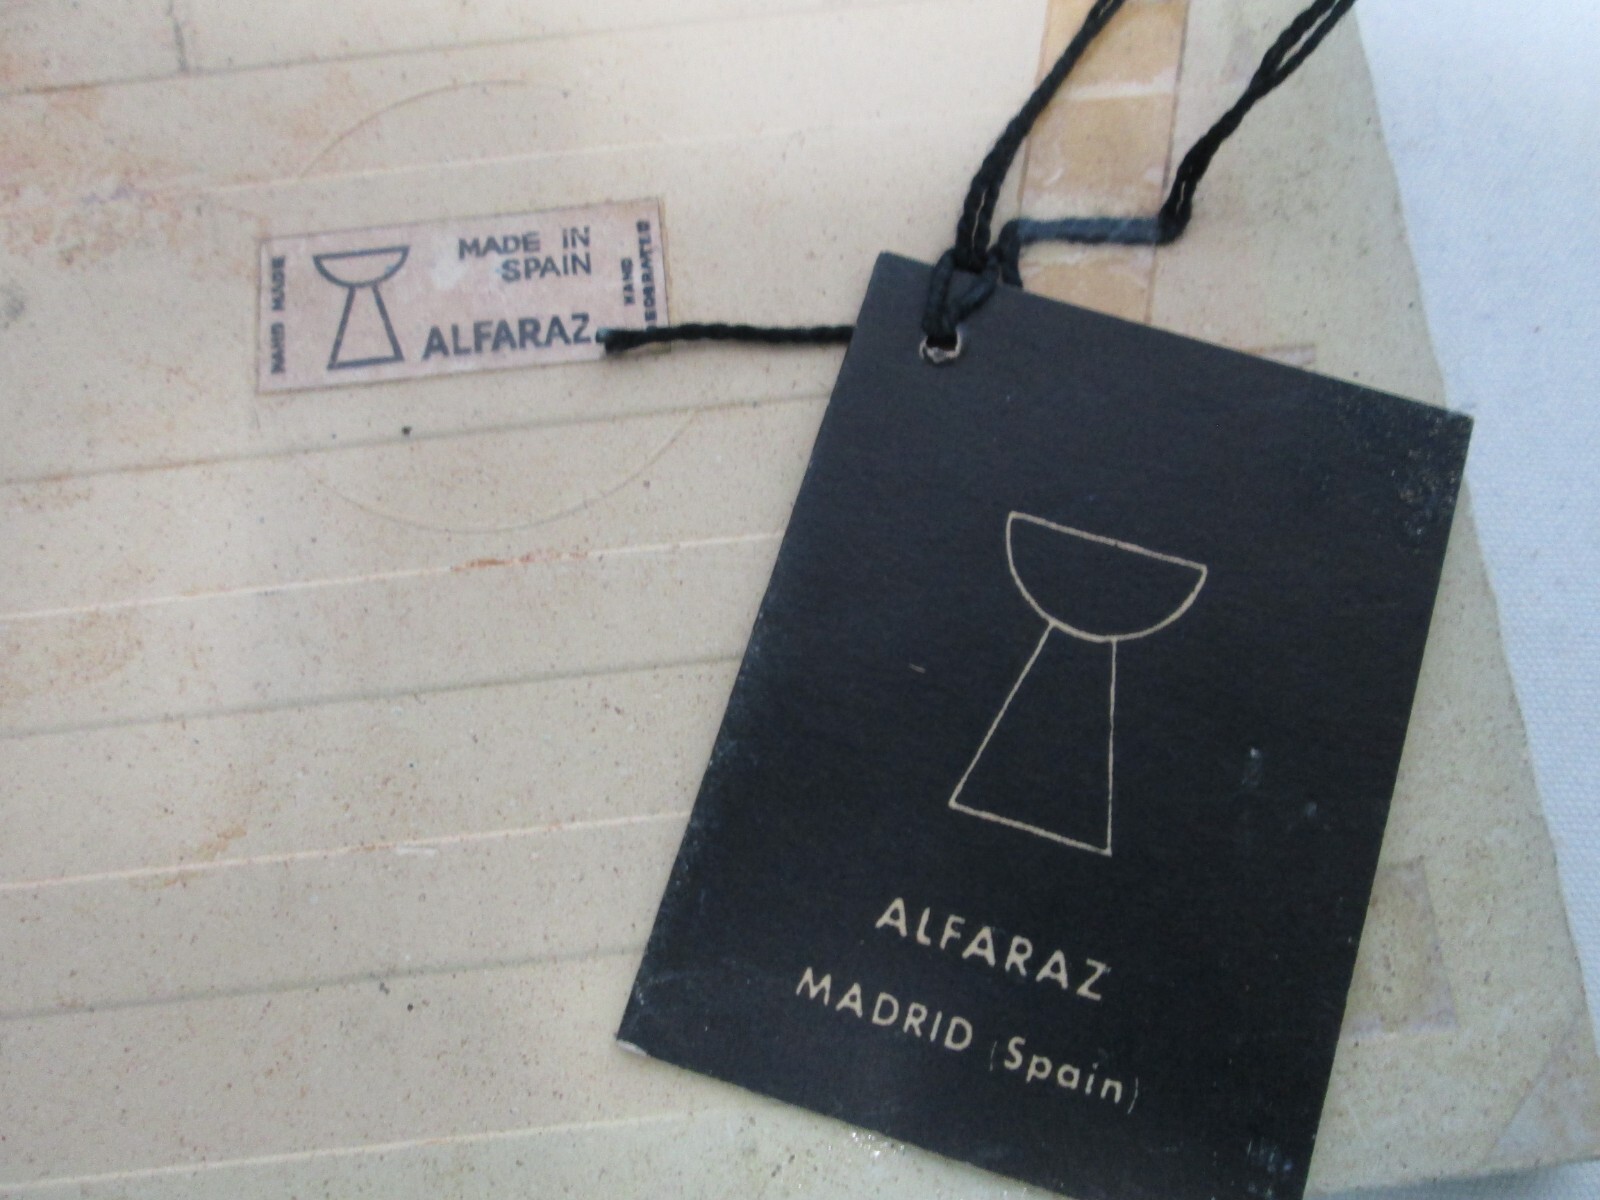 HAND MADE
MADE IN
SPAIN
ALFARAZ
HAND
DECORATED
ALFARAZ
MADRID (Spain)